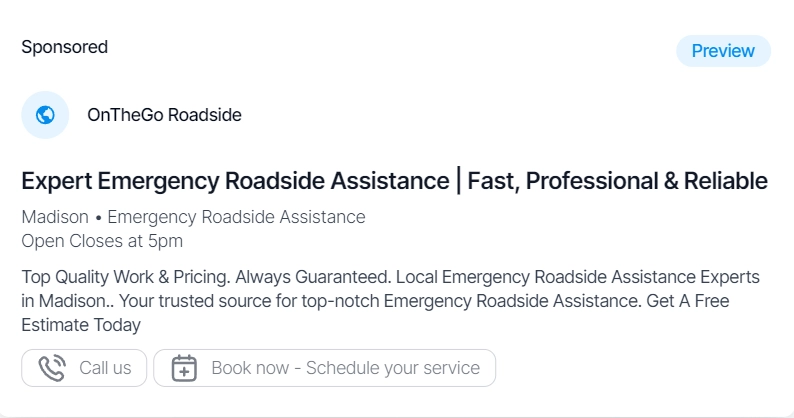 Sponsored
Preview
OnTheGo Roadside
Expert Emergency Roadside Assistance | Fast, Professional & Reliable
Madison • Emergency Roadside Assistance
Open Closes at 5pm
Top Quality Work & Pricing. Always Guaranteed. Local Emergency Roadside Assistance Experts
in Madison.. Your trusted source for top-notch Emergency Roadside Assistance. Get A Free
Estimate Today
Call us
Book now - Schedule your service